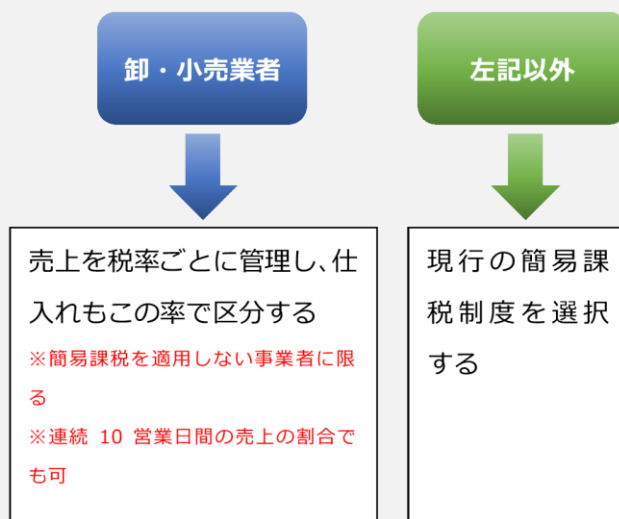 卸・小売業者
左記以外
売上を税率ごとに管理し、仕
入れもこの率で区分する
※簡易課税を適用しない事業者に限
る
※連続 10 営業日間の売上の割合で
も可
現行の簡易課
税制度を選択
する